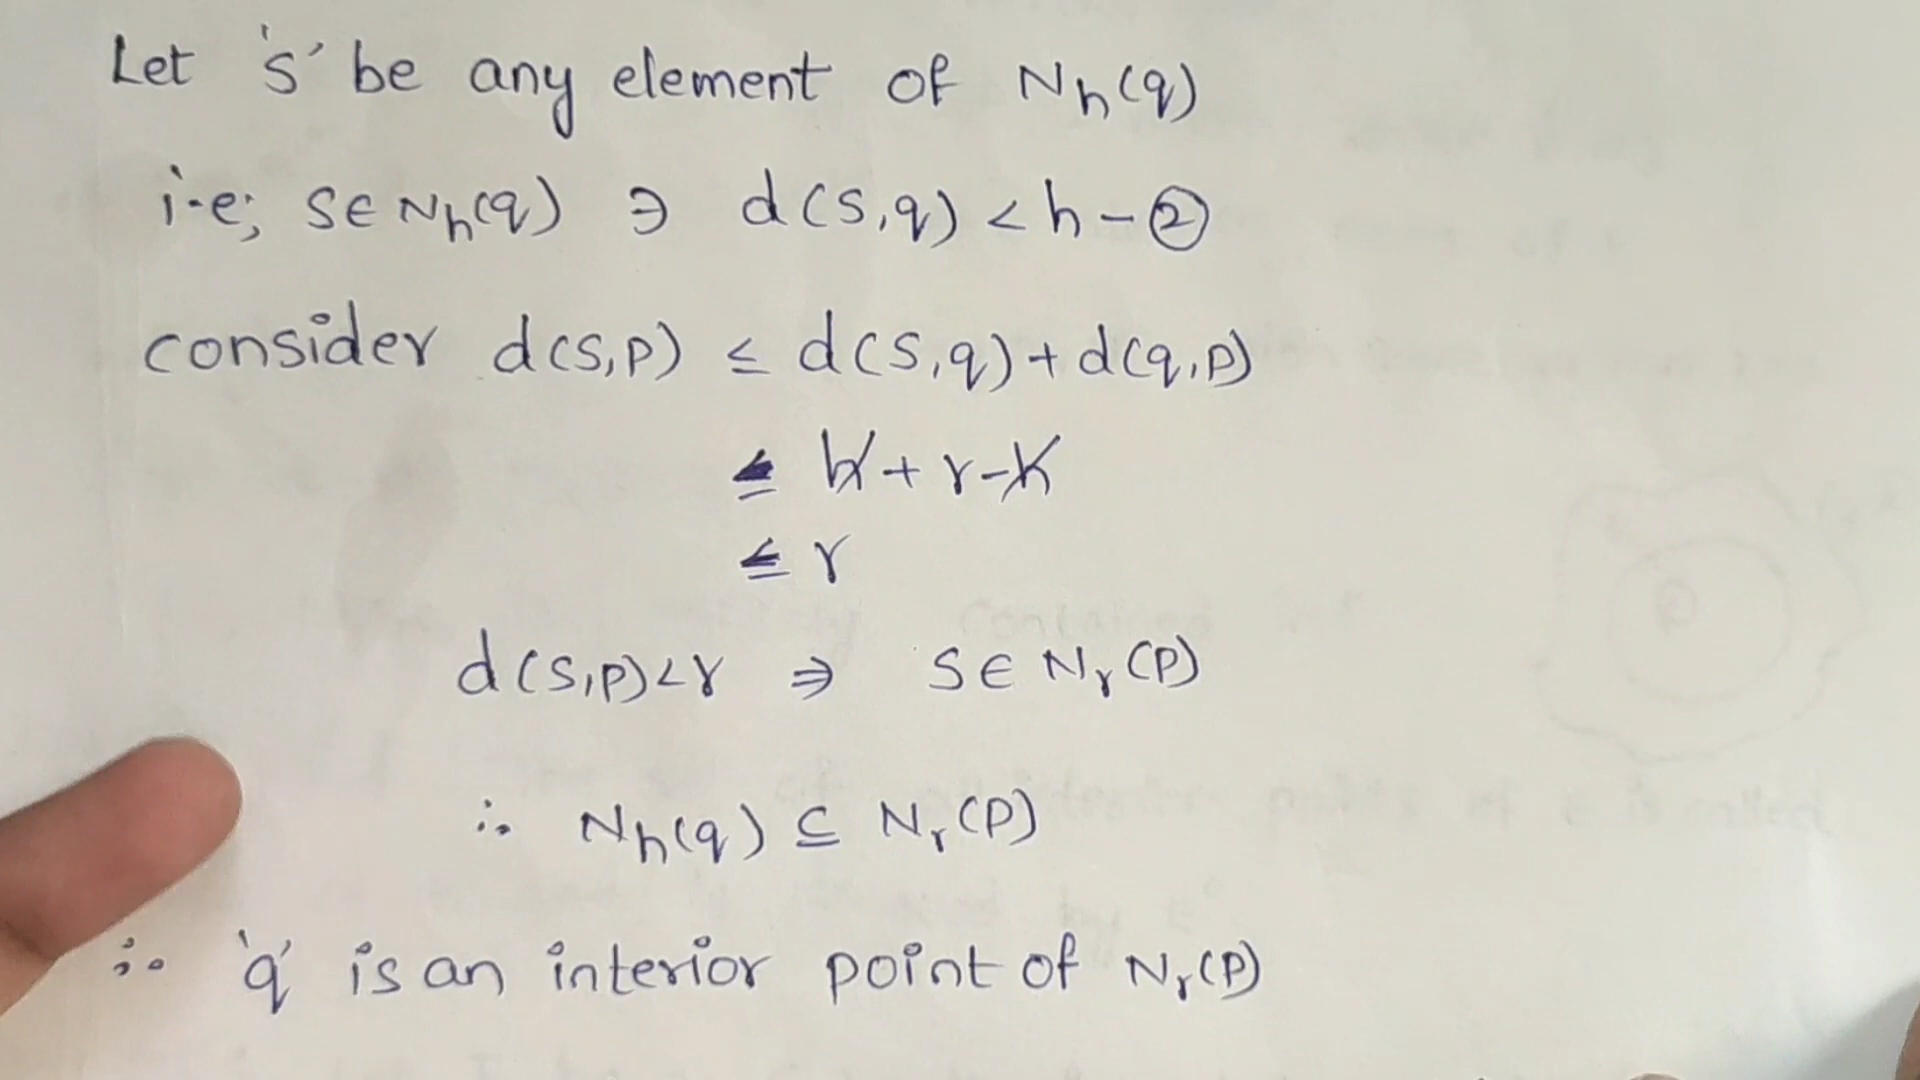 Let 's' be any element of Nh(q)
i.e; s∈Nh(q) ∋ d(s,q) < h - ②
consider d(s,p) ≤ d(s,q)+d(q,p)
≤ h + r - h
≤ r
d(s,p)<r ⇒ s∈ Nr(p)
∴ Nh(q) ⊆ Nr(p)
∴ 'q' is an interior point of Nr(p)